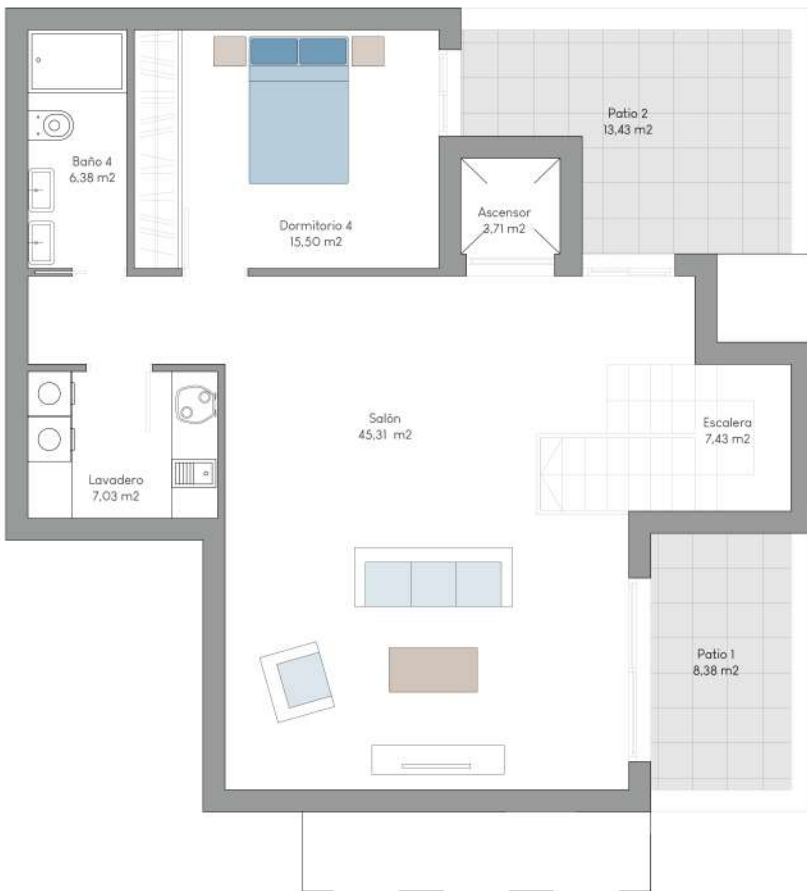 Patio 2
13,43 m2
Baño 4
6,38 m2
Dormitorio 4
15,50 m2
Ascensor
3,71 m2
Salón
45,31 m2
Escalera
7,43 m2
Lavadero
7,03 m2
Patio 1
8,38 m2